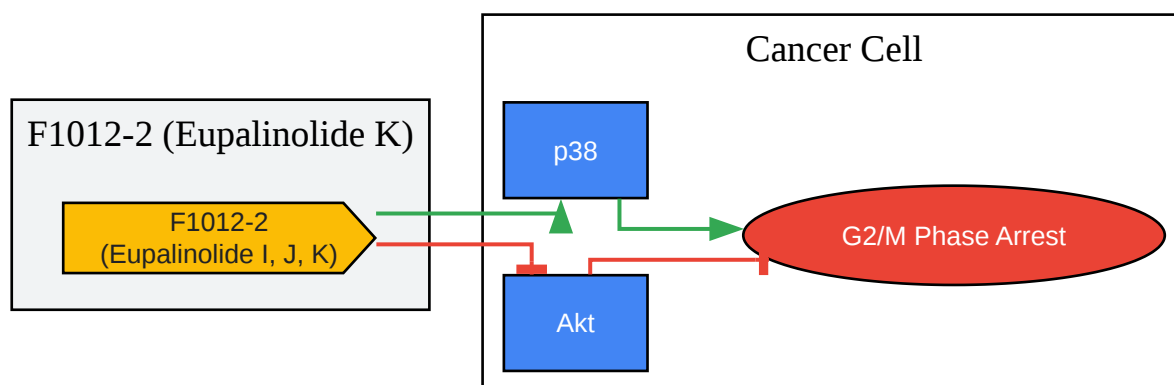 Cancer Cell
F1012-2 (Eupalinolide K)
p38
F1012-2
(Eupalinolide I, J, K)
G2/M Phase Arrest
Akt